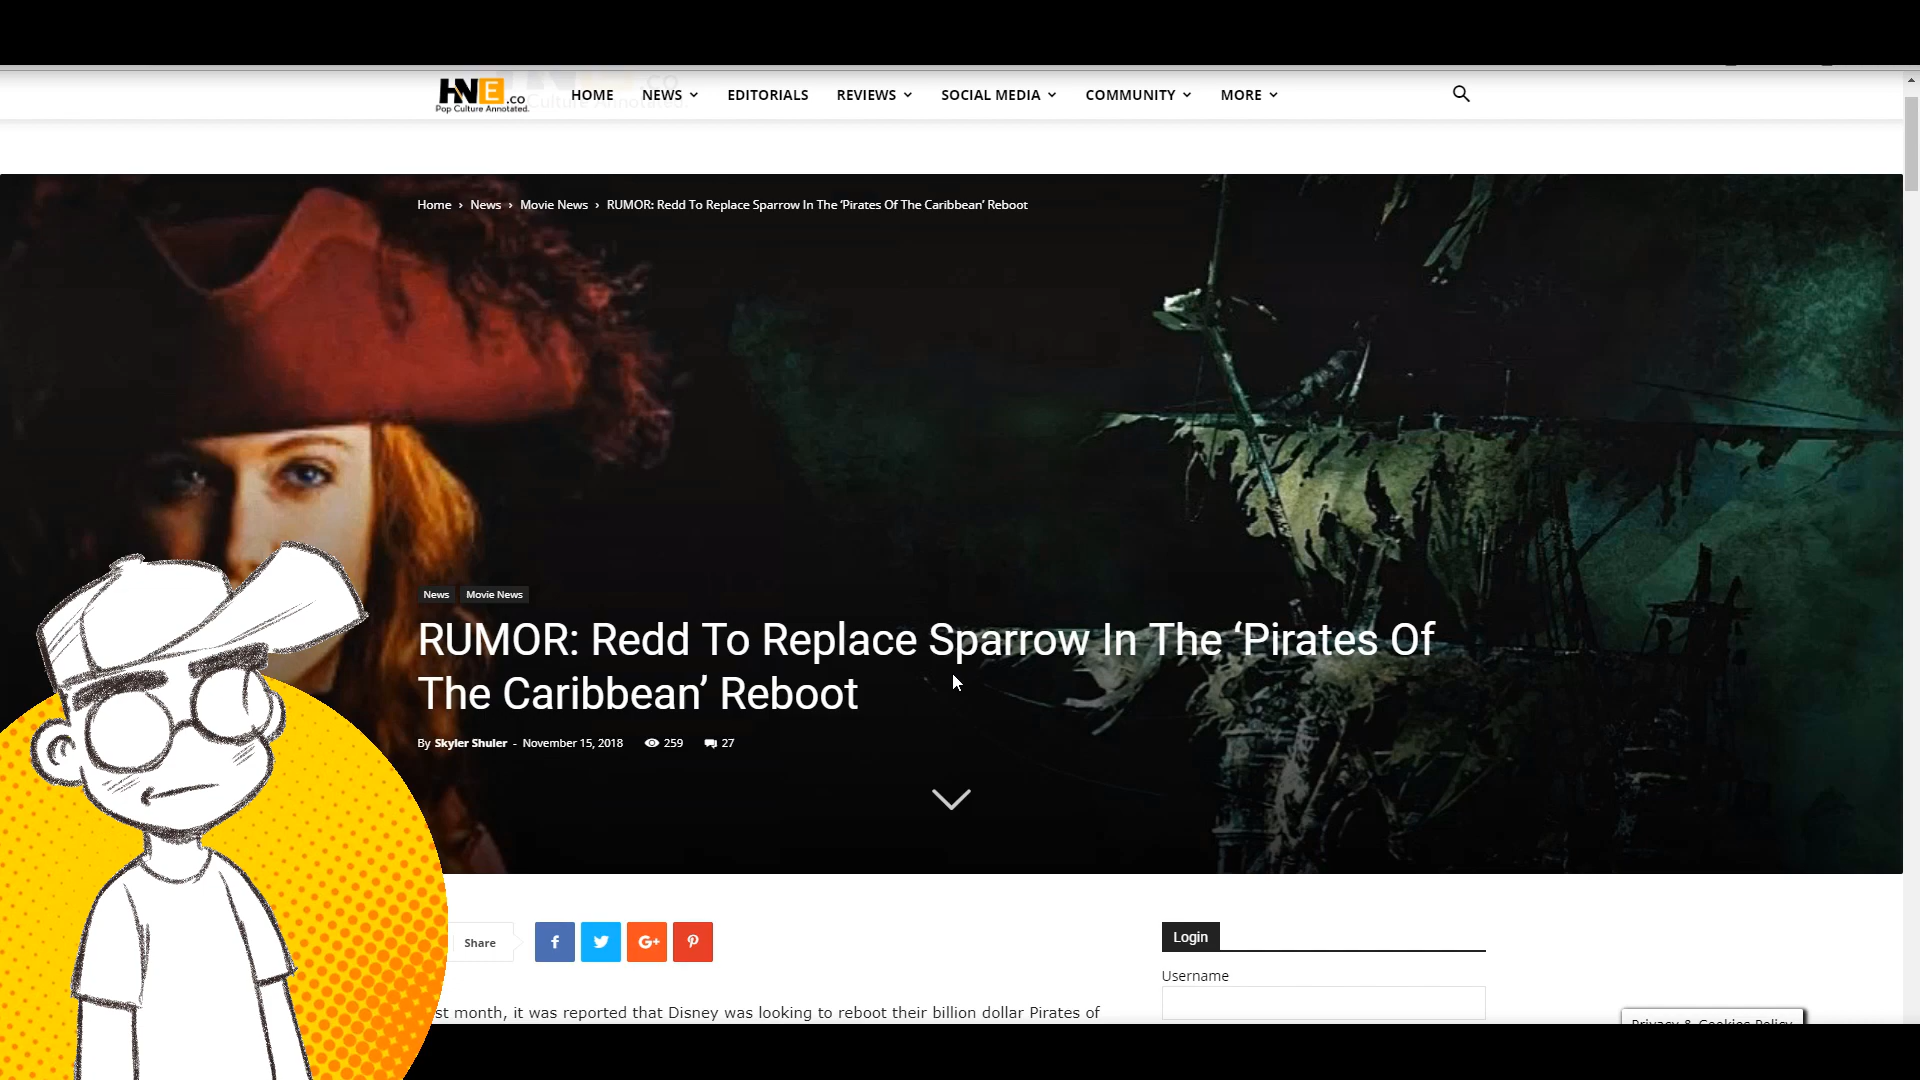 HNE.co
Pop Culture Annotated.
HOME
NEWS
EDITORIALS
REVIEWS
SOCIAL MEDIA
COMMUNITY
MORE
Home › News › Movie News › RUMOR: Redd To Replace Sparrow In The ‘Pirates Of The Caribbean’ Reboot
News
Movie News
RUMOR: Redd To Replace Sparrow In The ‘Pirates Of
The Caribbean’ Reboot
By Skyler Shuler - November 15, 2018 259 27
Share
f
G+
Login
Username
st month, it was reported that Disney was looking to reboot their billion dollar Pirates of
Privacy & Cookies Policy